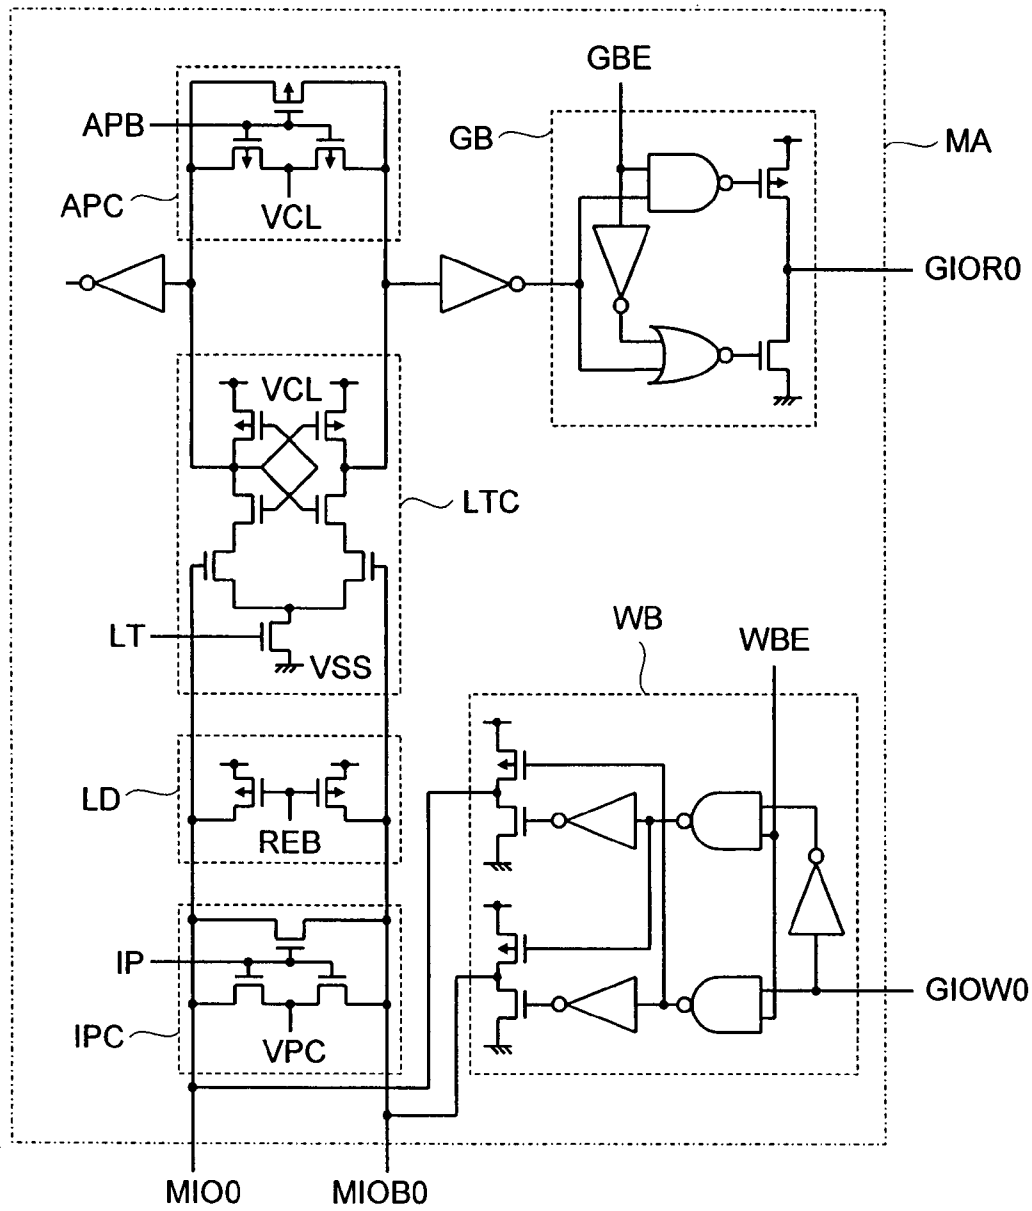 GBE
APB
GB
MA
APC
VCL
GIOR0
VCL
LTC
LT
VSS
WB
WBE
LD
REB
IP
GIOW0
IPC
VPC
MIO0
MIOB0